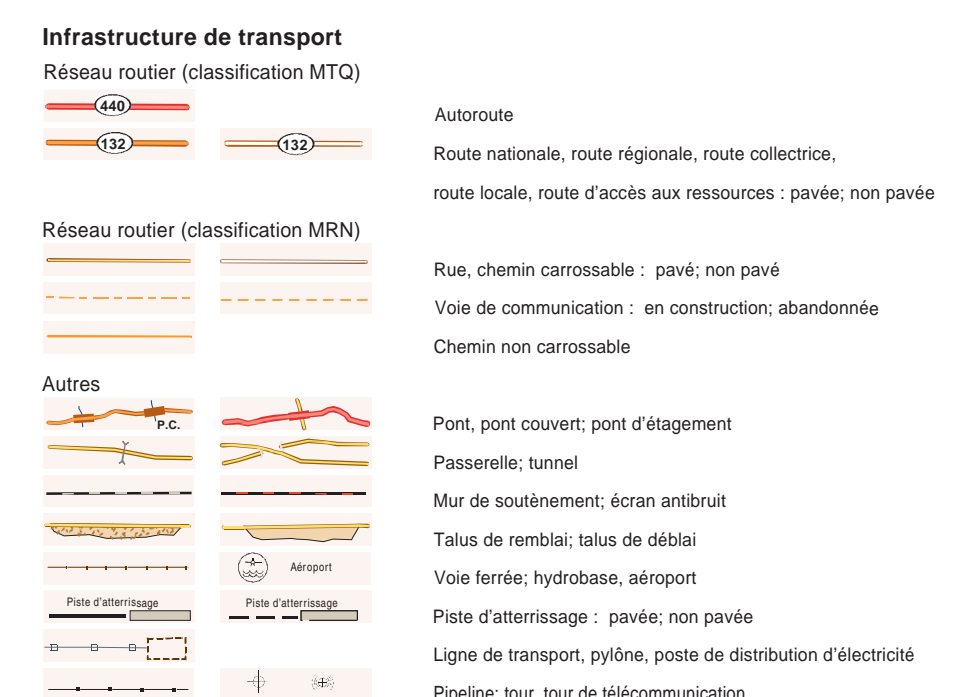 Infrastructure de transport
Réseau routier (classification MTQ)
440
Autoroute
132 132
Route nationale, route régionale, route collectrice,
route locale, route d'accès aux ressources : pavée; non pavée
Réseau routier (classification MRN)
Rue, chemin carrossable : pavé; non pavé
Voie de communication : en construction; abandonnée
Chemin non carrossable
Autres
P.C.
Pont, pont couvert; pont d'étagement
Passerelle; tunnel
Mur de soutènement; écran antibruit
Talus de remblai; talus de déblai
Aéroport
Voie ferrée; hydrobase, aéroport
Piste d'atterrissage Piste d'atterrissage
Piste d'atterrissage : pavée; non pavée
Ligne de transport, pylône, poste de distribution d'électricité
Pipeline; tour, tour de télécommunication